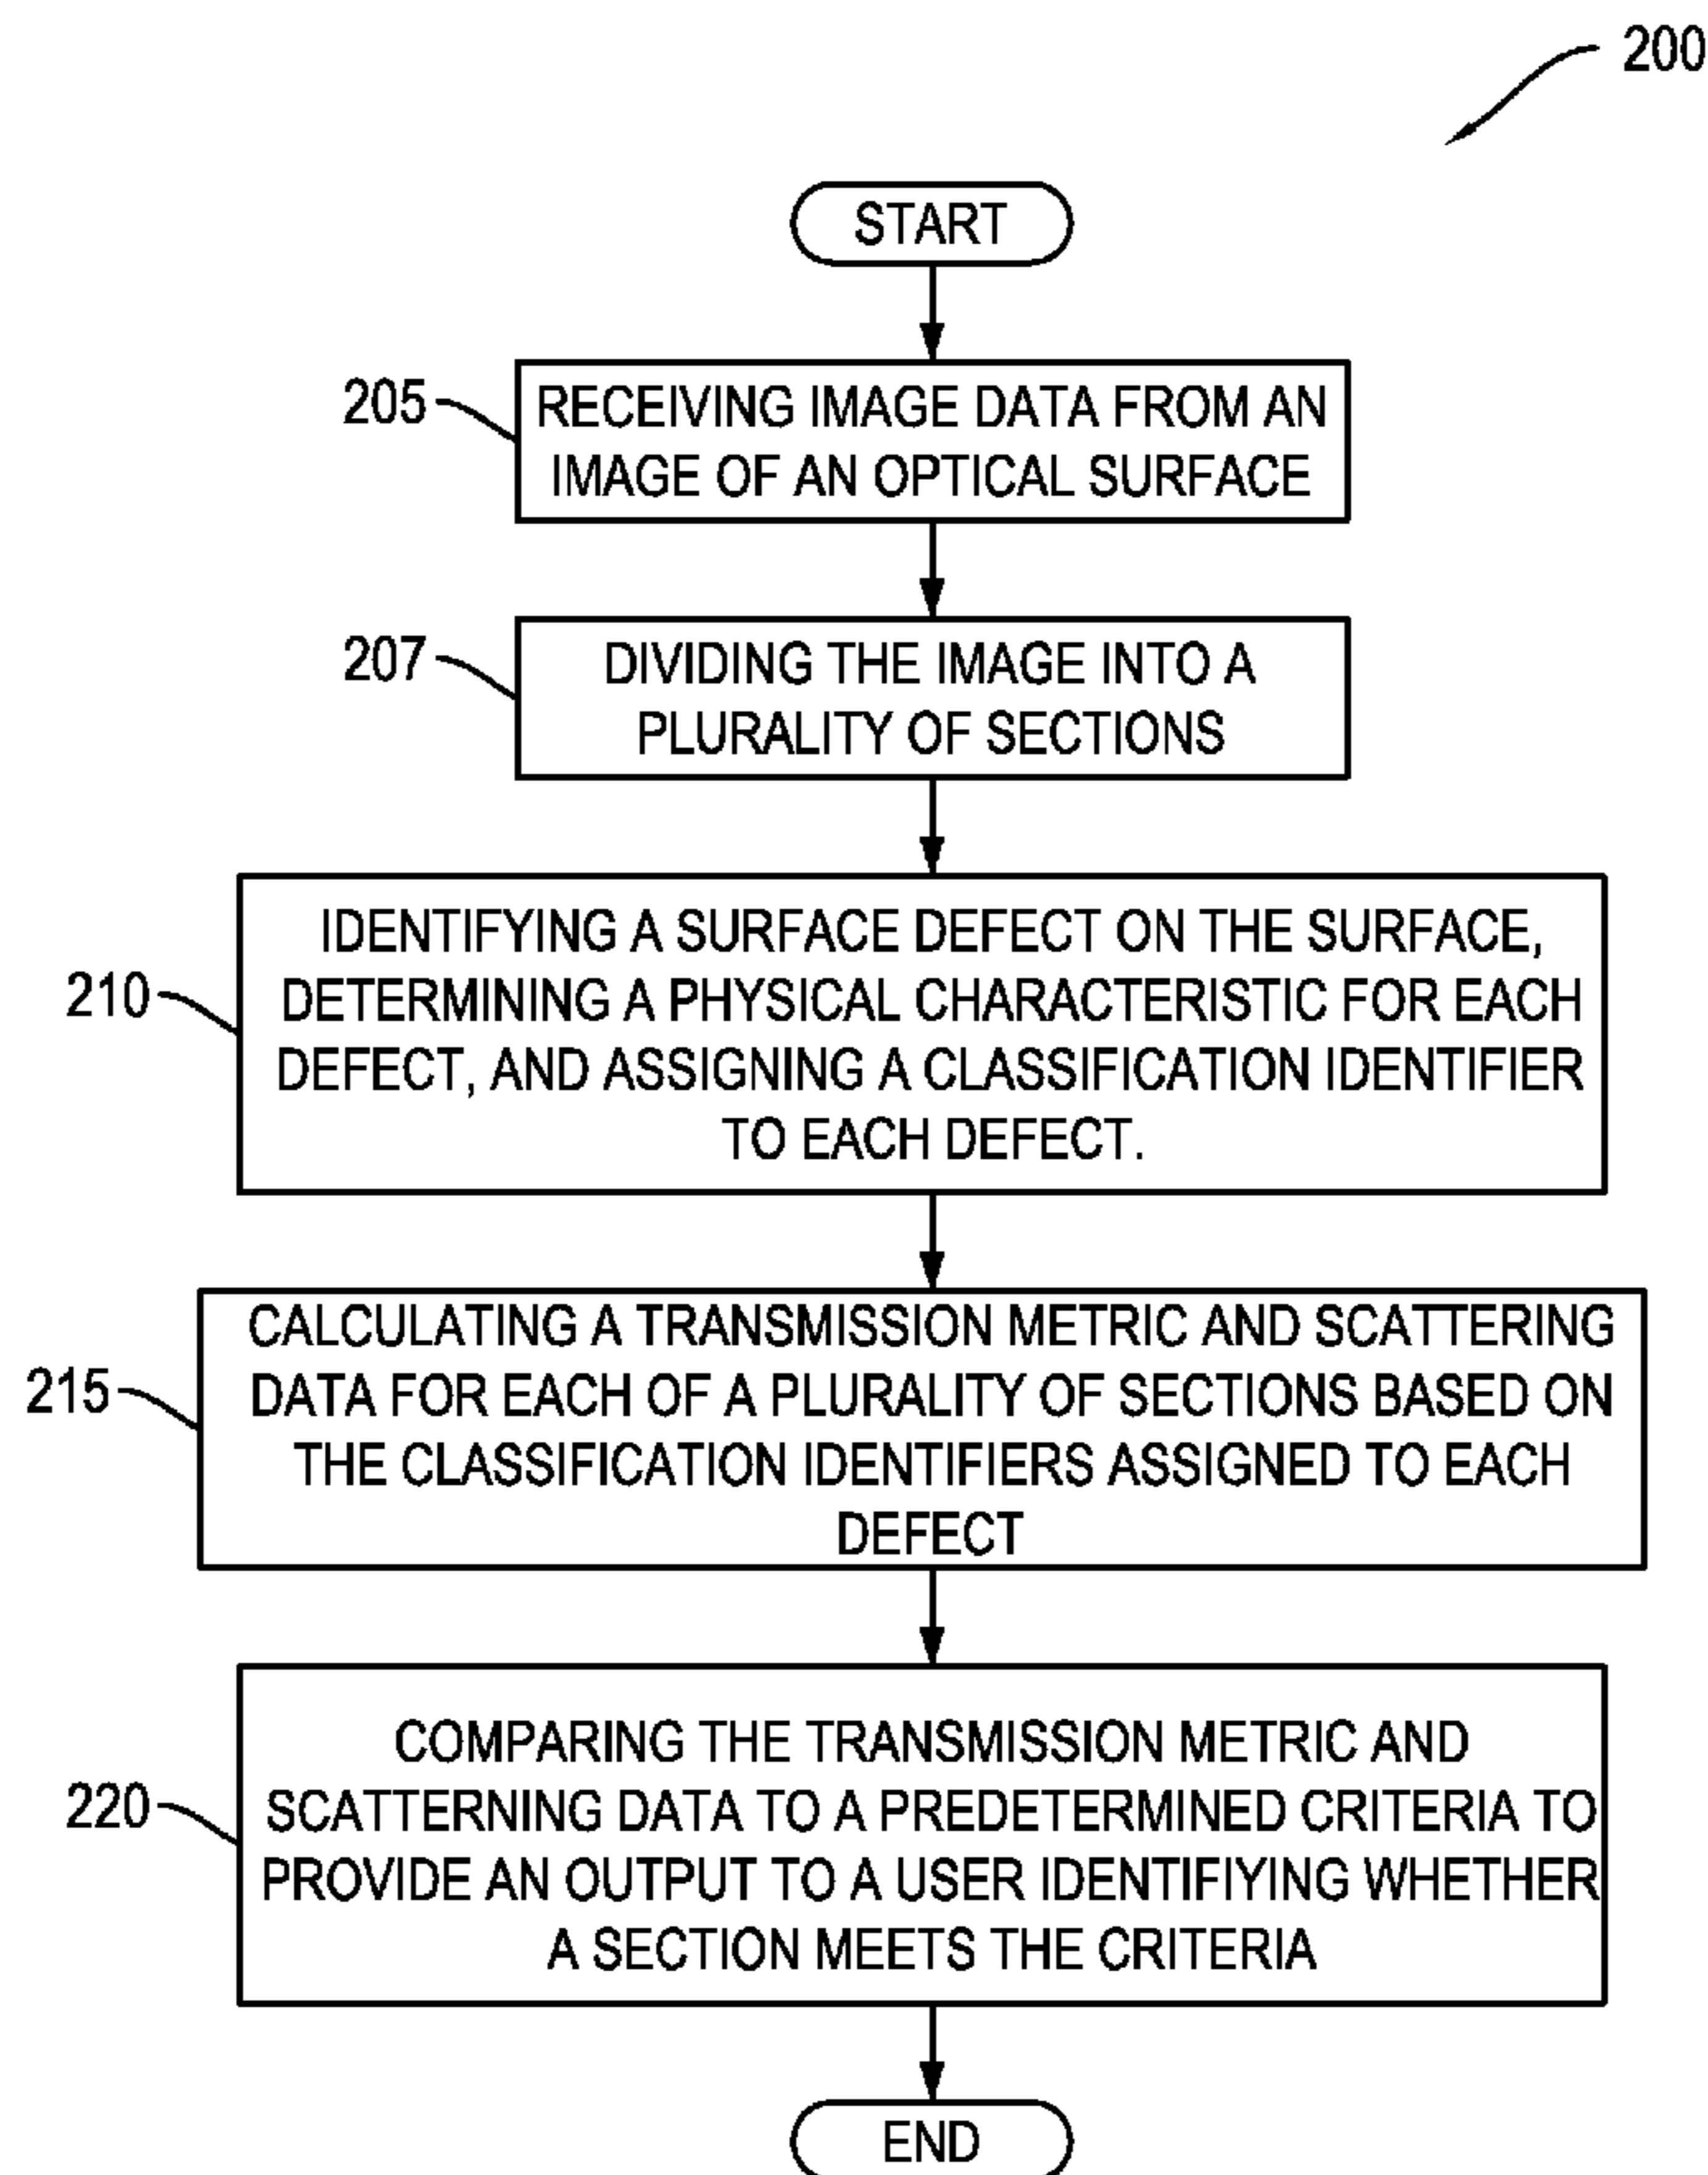 200
START
205
RECEIVING IMAGE DATA FROM AN
IMAGE OF AN OPTICAL SURFACE
207
DIVIDING THE IMAGE INTO A
PLURALITY OF SECTIONS
210
IDENTIFYING A SURFACE DEFECT ON THE SURFACE,
DETERMINING A PHYSICAL CHARACTERISTIC FOR EACH
DEFECT, AND ASSIGNING A CLASSIFICATION IDENTIFIER
TO EACH DEFECT.
215
CALCULATING A TRANSMISSION METRIC AND SCATTERING
DATA FOR EACH OF A PLURALITY OF SECTIONS BASED ON
THE CLASSIFICATION IDENTIFIERS ASSIGNED TO EACH
DEFECT
220
COMPARING THE TRANSMISSION METRIC AND
SCATTERNING DATA TO A PREDETERMINED CRITERIA TO
PROVIDE AN OUTPUT TO A USER IDENTIFIYING WHETHER
A SECTION MEETS THE CRITERIA
END